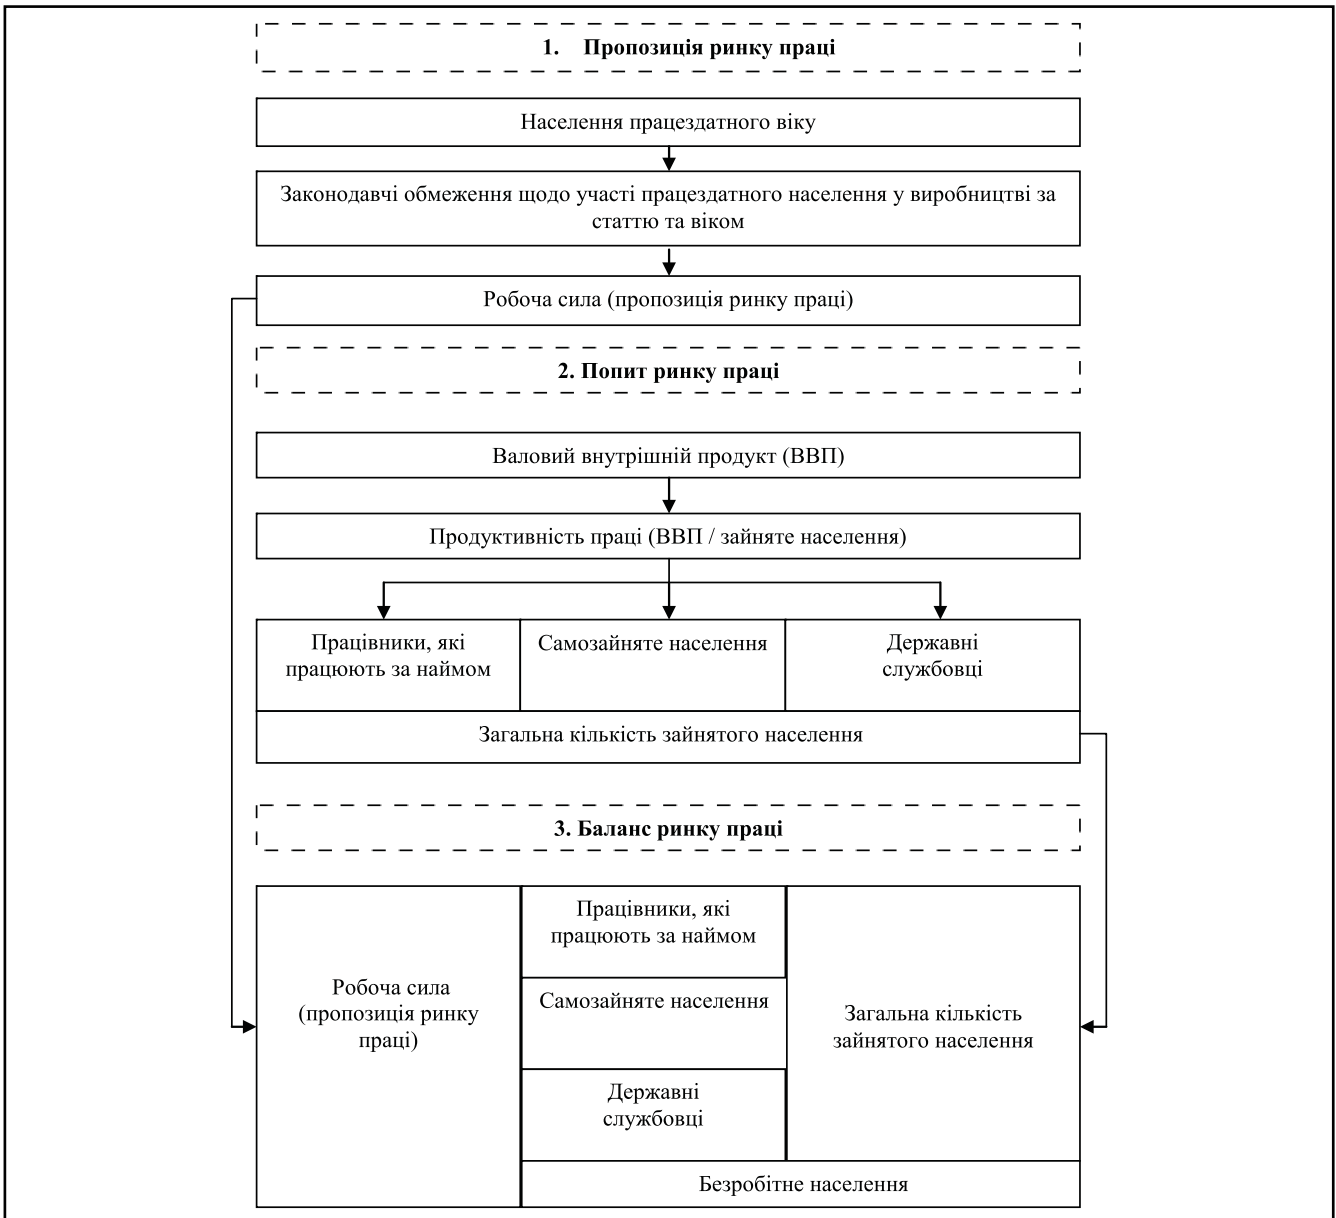 1. Пропозиція ринку праці
Населення працездатного віку
Законодавчі обмеження щодо участі працездатного населення у виробництві за
статтю та віком
Робоча сила (пропозиція ринку праці)
2. Попит ринку праці
Валовий внутрішній продукт (ВВП)
Продуктивність праці (ВВП / зайняте населення)
Працівники, які
працюють за наймом
Самозайняте населення
Державні
службовці
Загальна кількість зайнятого населення
3. Баланс ринку праці
Робоча сила
(пропозиція ринку
праці)
Працівники, які
працюють за наймом
Самозайняте населення
Державні
службовці
Загальна кількість
зайнятого населення
Безробітне населення